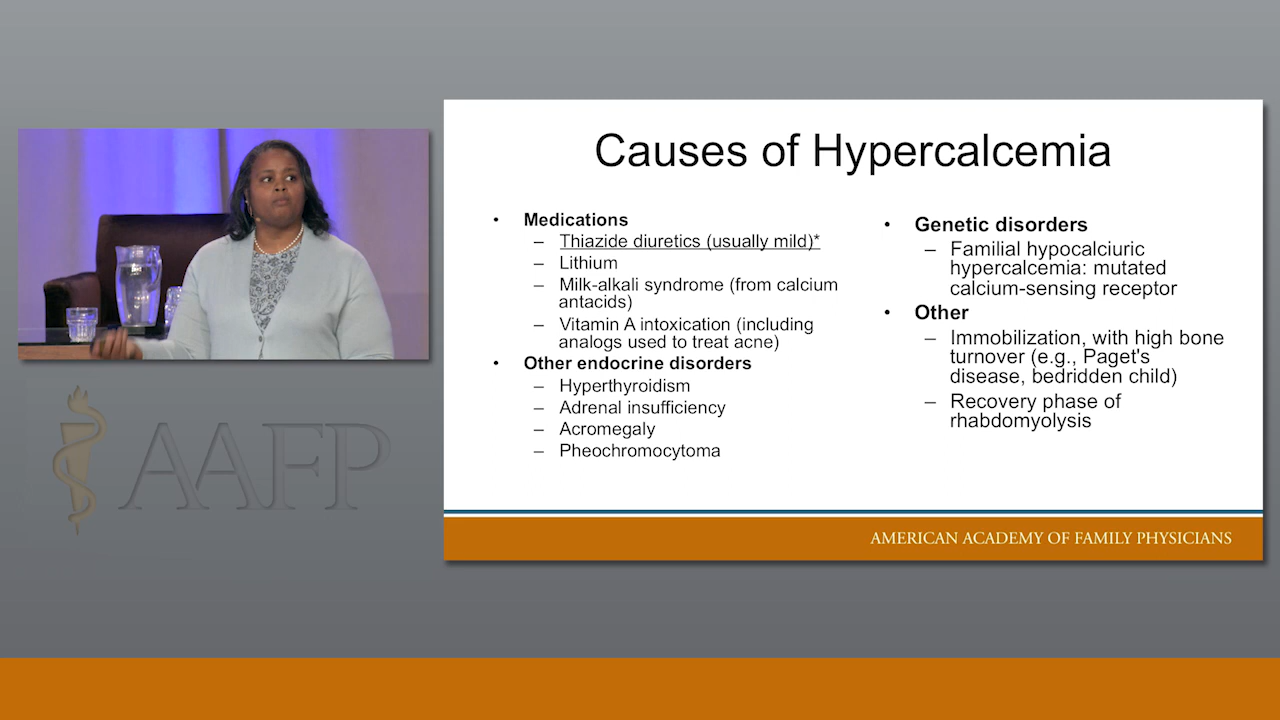 Causes of Hypercalcemia
• Medications
– Thiazide diuretics (usually mild)*
– Lithium
– Milk-alkali syndrome (from calcium
antacids)
– Vitamin A intoxication (including
analogs used to treat acne)
• Other endocrine disorders
– Hyperthyroidism
– Adrenal insufficiency
– Acromegaly
– Pheochromocytoma
• Genetic disorders
– Familial hypocalciuric
hypercalcemia: mutated
calcium-sensing receptor
• Other
– Immobilization, with high bone
turnover (e.g., Paget's
disease, bedridden child)
– Recovery phase of
rhabdomyolysis
AMERICAN ACADEMY OF FAMILY PHYSICIANS
AAFP